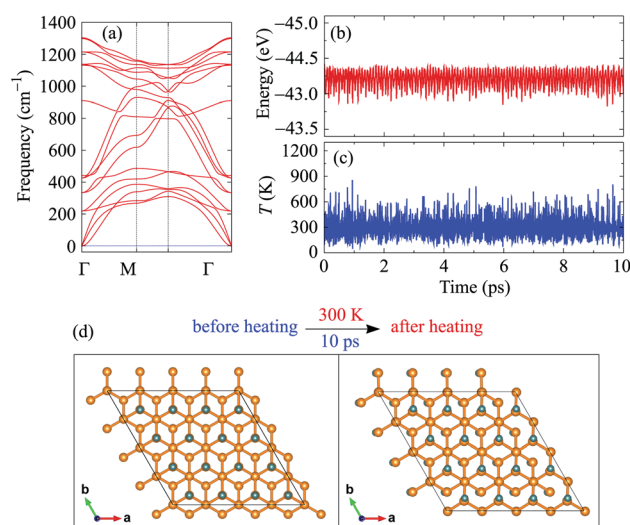 (a)
Frequency (cm⁻¹)
1400
1200
1000
800
600
400
200
0
Γ M Γ
(b)
Energy (eV)
−45.0
−44.5
−44.0
−43.0
−43.5
(c)
T (K)
1200
900
600
300
0
0 2 4 6 8 10
Time (ps)
(d)
before heating 300 K after heating
10 ps
b
a
b
a